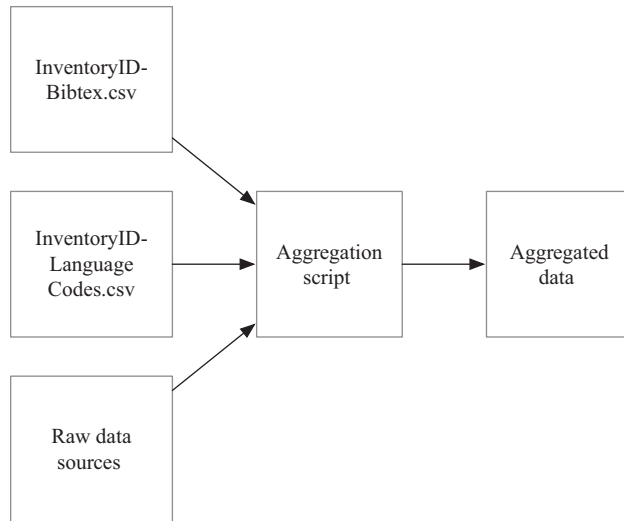 InventoryID-
Bibtex.csv
InventoryID-
Language
Codes.csv
Aggregation
script
Aggregated
data
Raw data
sources